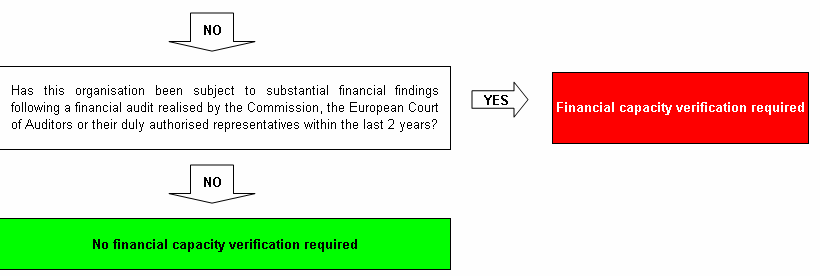 NO
Has this organisation been subject to substantial financial findings
following a financial audit realised by the Commission, the European Court
of Auditors or their duly authorised representatives within the last 2 years?
YES
Financial capacity verification required
NO
No financial capacity verification required